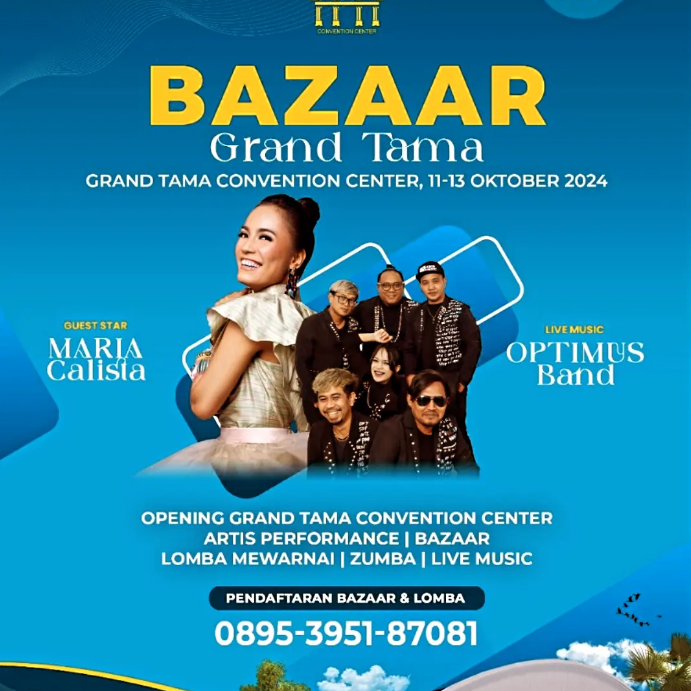 CONVENTION CENTER
BAZAAR
Grand Tama
GRAND TAMA CONVENTION CENTER, 11-13 OKTOBER 2024
GUEST STAR
MARIA
Calista
LIVE MUSIC
OPTIMUS
Band
OPENING GRAND TAMA CONVENTION CENTER
ARTIS PERFORMANCE | BAZAAR
LOMBA MEWARNAI | ZUMBA | LIVE MUSIC
PENDAFTARAN BAZAAR & LOMBA
0895-3951-87081